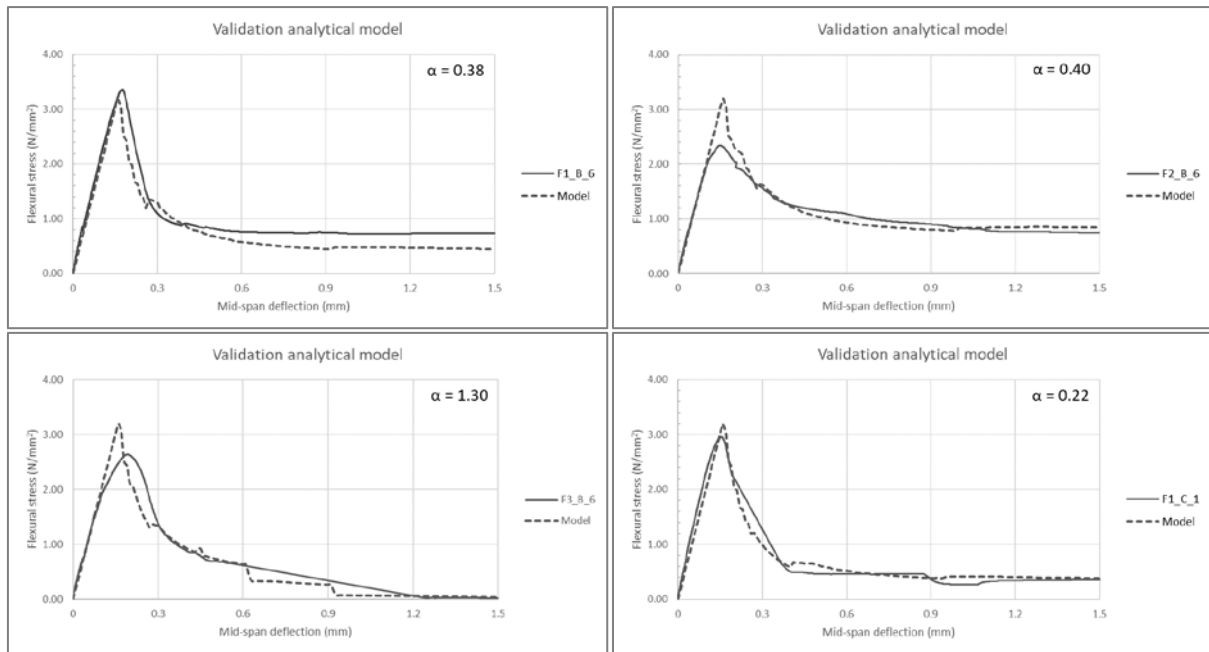 Validation analytical model
α = 0.38
4.00
3.00
2.00
1.00
0.00
Flexural stress (N/mm²)
0
0.3
0.6
0.9
1.2
1.5
Mid-span deflection (mm)
F1_B_6
Model
Validation analytical model
α = 0.40
4.00
3.00
2.00
1.00
0.00
Flexural stress (N/mm²)
0
0.3
0.6
0.9
1.2
1.5
Mid-span deflection (mm)
F2_B_6
Model
Validation analytical model
α = 1.30
4.00
3.00
2.00
1.00
0.00
Flexural stress (N/mm²)
0
0.3
0.6
0.9
1.2
1.5
Mid-span deflection (mm)
F3_B_6
Model
Validation analytical model
α = 0.22
4.00
3.00
2.00
1.00
0.00
Flexural stress (N/mm²)
0
0.3
0.6
0.9
1.2
1.5
Mid-span deflection (mm)
F1_C_1
Model